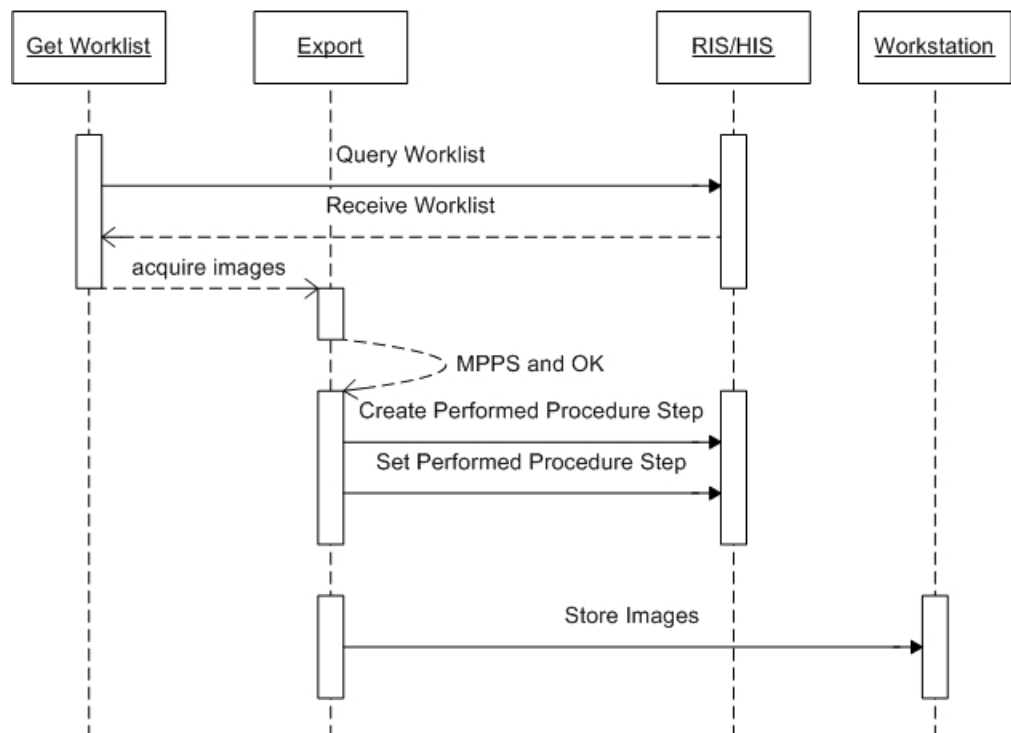 Get Worklist
Export
RIS/HIS
Workstation
Query Worklist
Receive Worklist
acquire images
MPPS and OK
Create Performed Procedure Step
Set Performed Procedure Step
Store Images